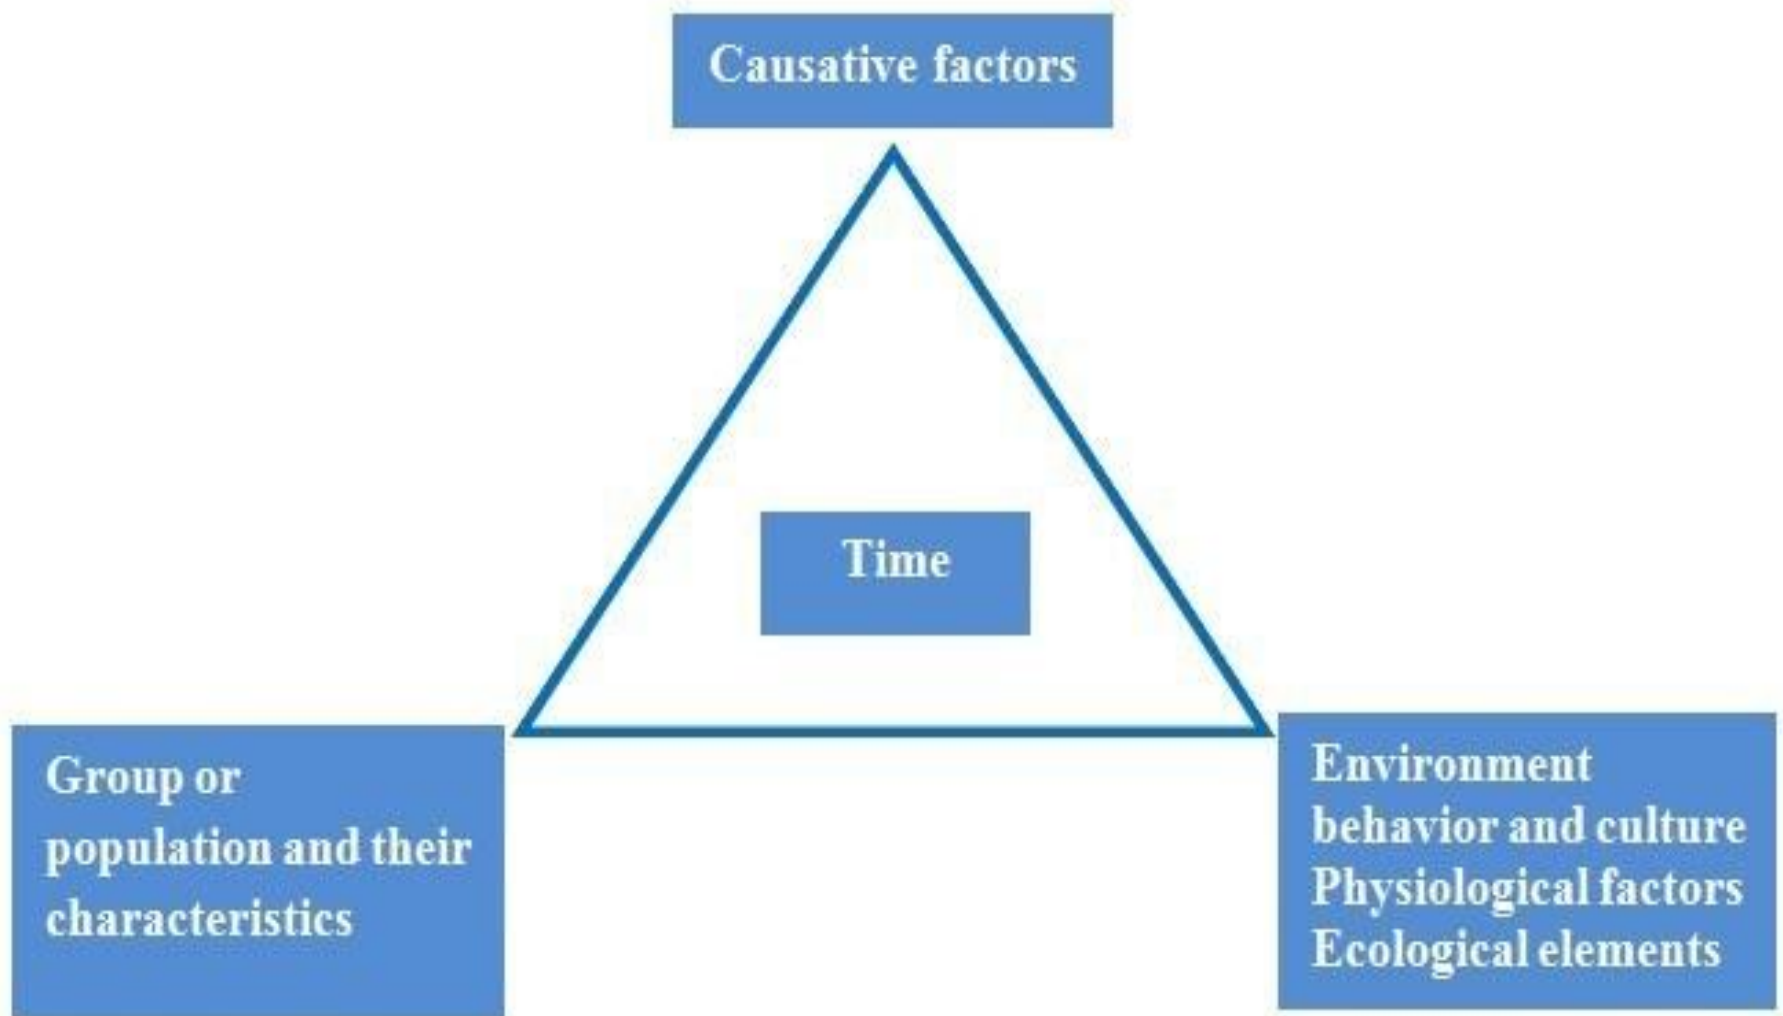 Causative factors
Time
Group or
population and their
characteristics
Environment
behavior and culture
Physiological factors
Ecological elements